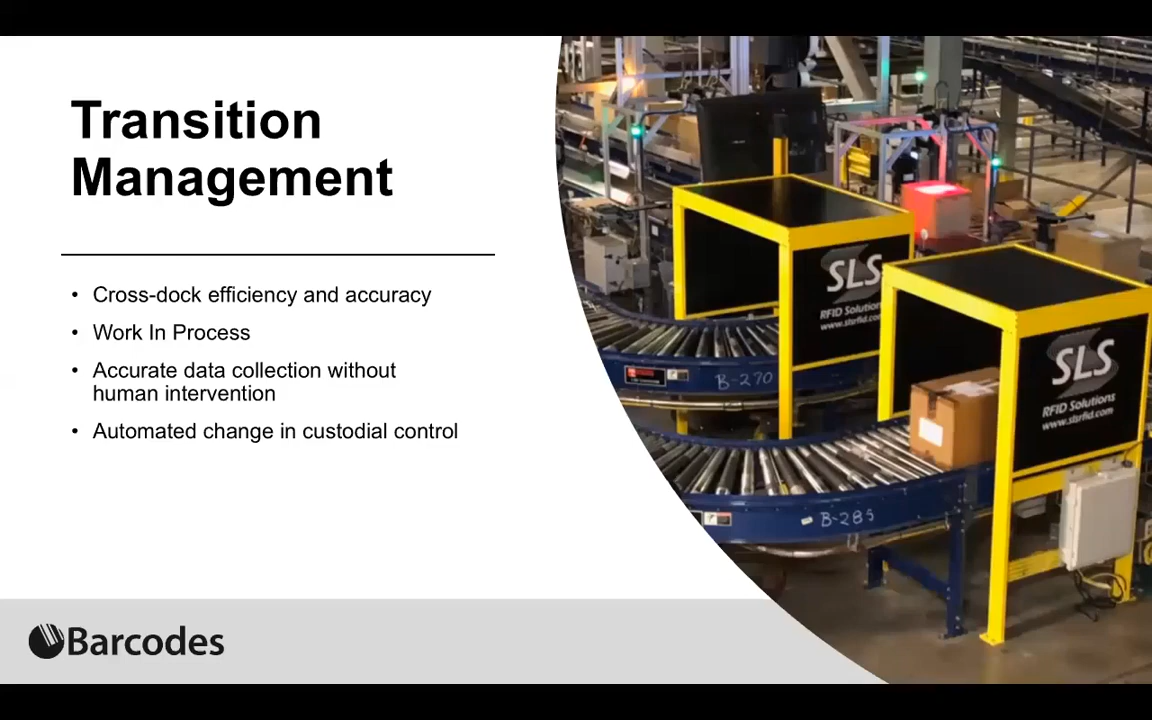 Transition
Management
• Cross-dock efficiency and accuracy
• Work In Process
• Accurate data collection without
human intervention
• Automated change in custodial control
Barcodes
SLS
RFID Solutions
www.slsrfid.com
SLS
RFID Solutions
www.slsrfid.com
B-270
B-285